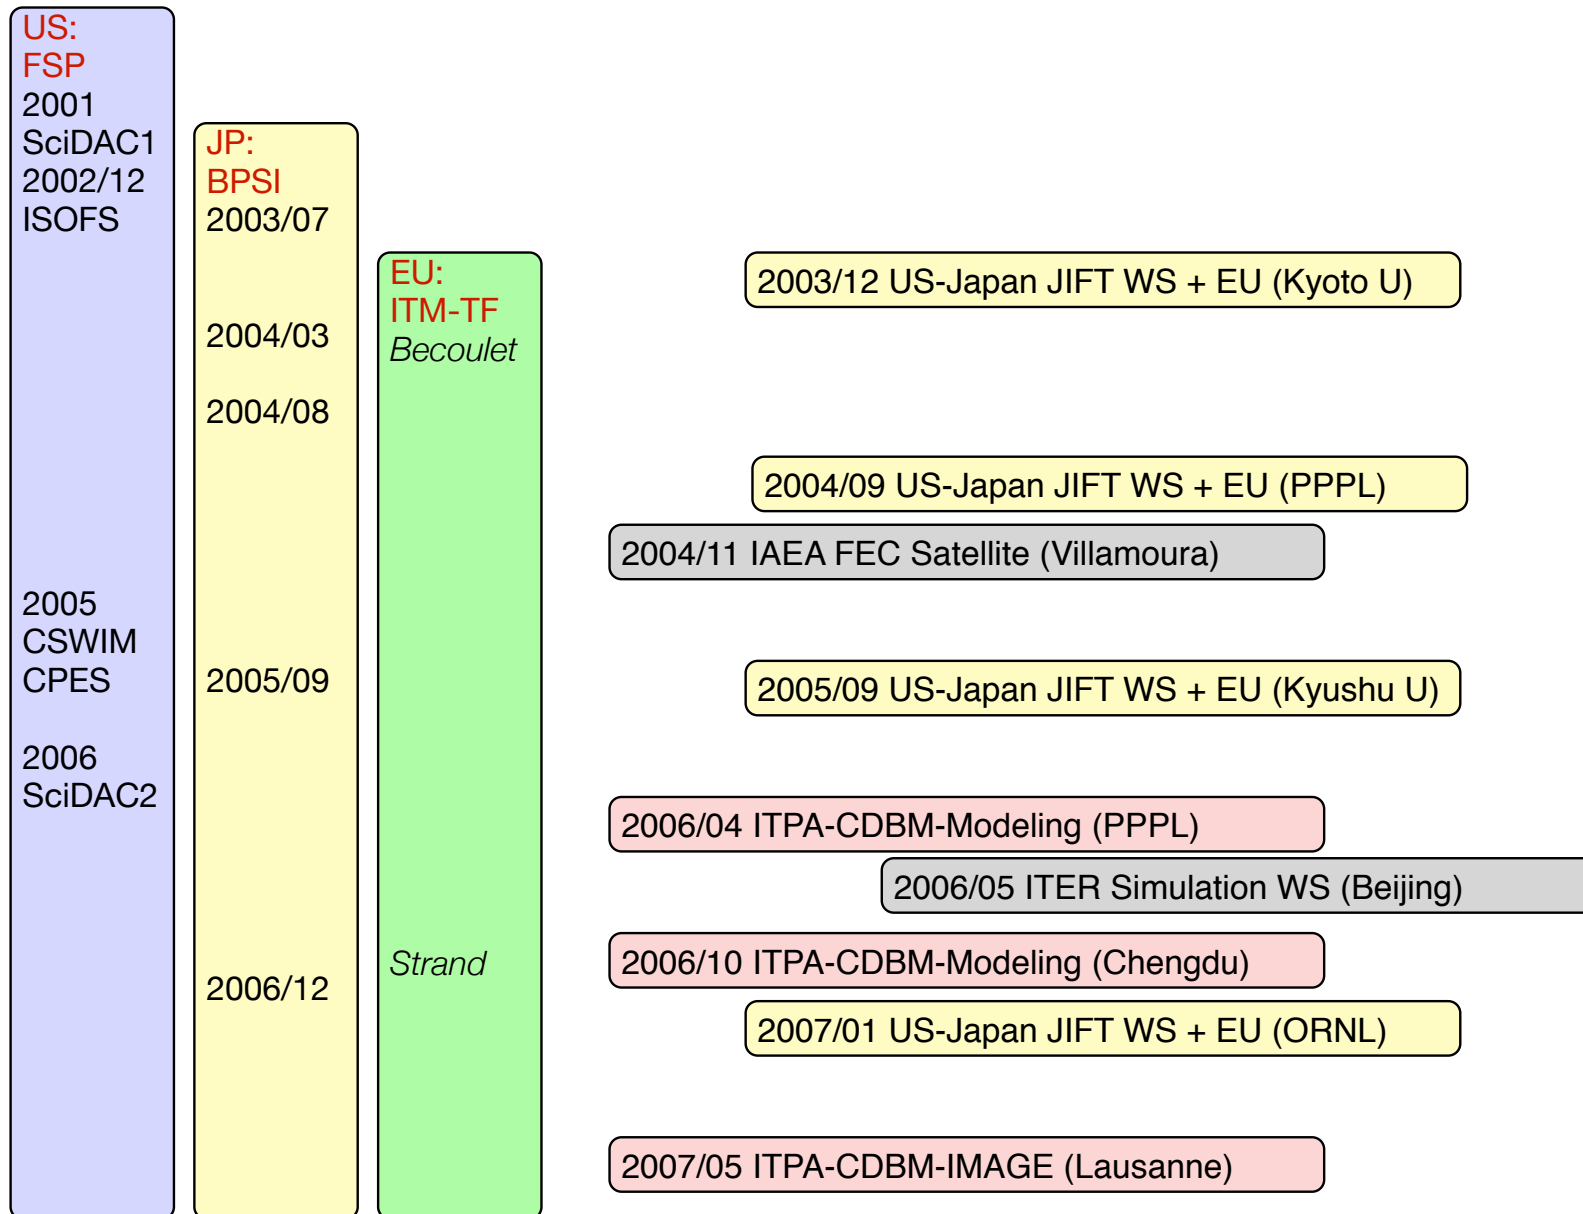 US:
FSP
2001
SciDAC1
2002/12
ISOFS
2005
CSWIM
CPES
2006
SciDAC2
JP:
BPSI
2003/07
2004/03
2004/08
2005/09
2006/12
EU:
ITM-TF
Becoulet
Strand
2003/12 US-Japan JIFT WS + EU (Kyoto U)
2004/09 US-Japan JIFT WS + EU (PPPL)
2004/11 IAEA FEC Satellite (Villamoura)
2005/09 US-Japan JIFT WS + EU (Kyushu U)
2006/04 ITPA-CDBM-Modeling (PPPL)
2006/05 ITER Simulation WS (Beijing)
2006/10 ITPA-CDBM-Modeling (Chengdu)
2007/01 US-Japan JIFT WS + EU (ORNL)
2007/05 ITPA-CDBM-IMAGE (Lausanne)